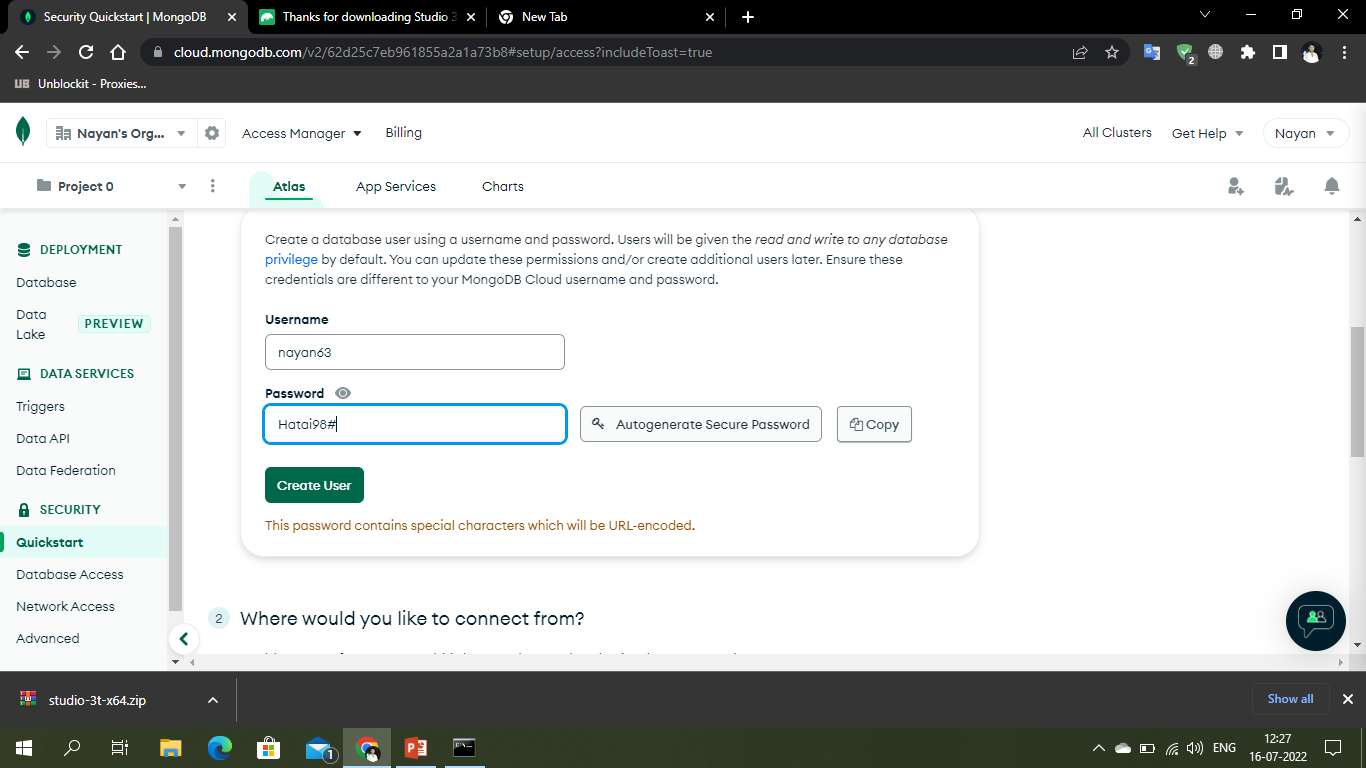 Security Quickstart | MongoDB
Thanks for downloading Studio 3
New Tab
cloud.mongodb.com/v2/62d25c7eb961855a2a1a73b8#setup/access?includeToast=true
2
UB Unblockit - Proxies...
Nayan's Org...
Access Manager
Billing
All Clusters
Get Help
Nayan
Project 0
Atlas
App Services
Charts
DEPLOYMENT
Database
Data
Lake
PREVIEW
DATA SERVICES
Triggers
Data API
Data Federation
SECURITY
Quickstart
Database Access
Network Access
Advanced
Create a database user using a username and password. Users will be given the read and write to any database
privilege by default. You can update these permissions and/or create additional users later. Ensure these
credentials are different to your MongoDB Cloud username and password.
Username
nayan63
Password
Hatai98#
Autogenerate Secure Password
Copy
Create User
This password contains special characters which will be URL-encoded.
2 Where would you like to connect from?
studio-3t-x64.zip
Show all
1
ENG
12:27
16-07-2022